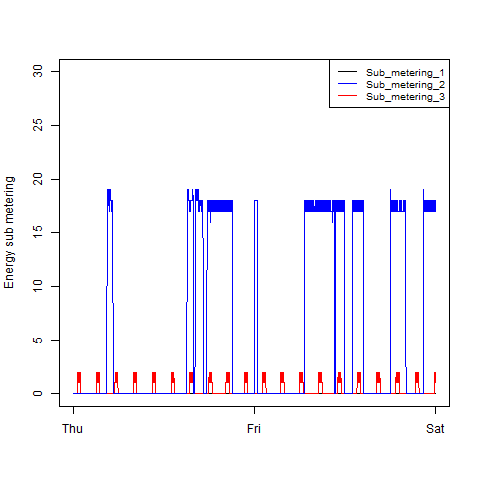 Energy sub metering
30
25
20
15
10
5
0
Sub_metering_1
Sub_metering_2
Sub_metering_3
Thu Fri Sat